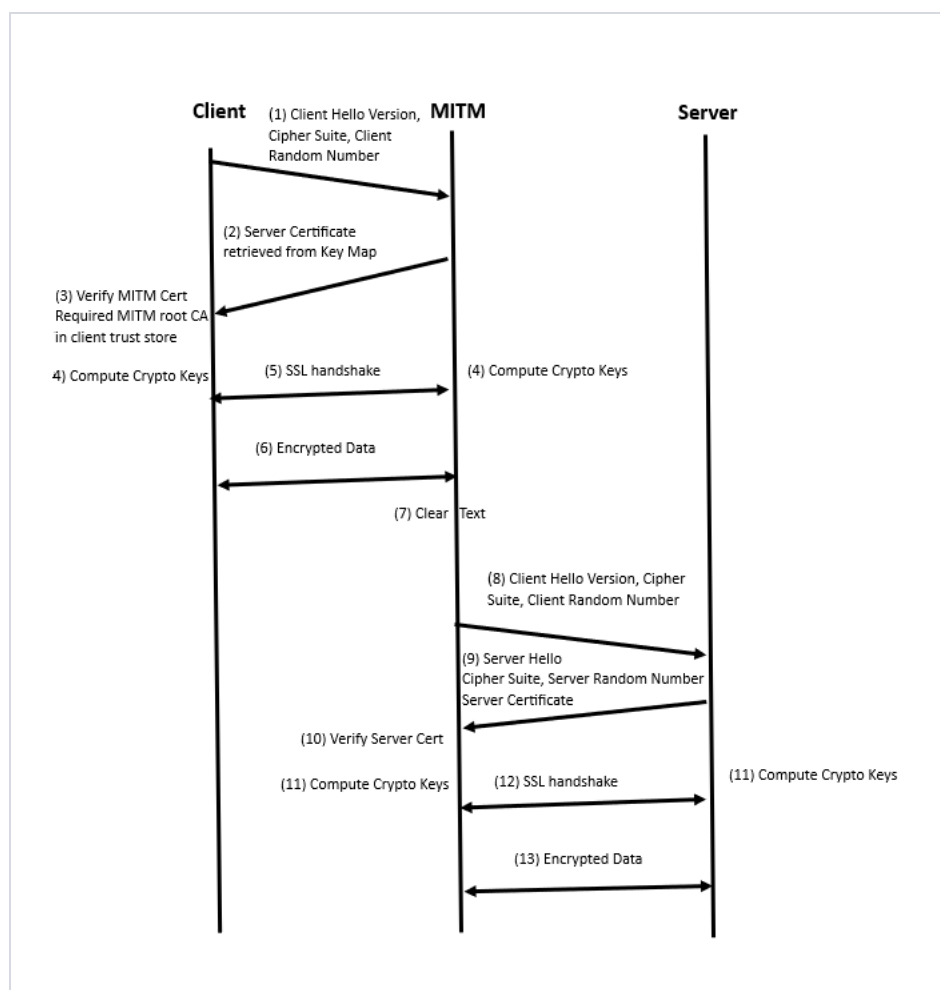 Client
MITM
Server
(1) Client Hello Version,
Cipher Suite, Client
Random Number
(2) Server Certificate
retrieved from Key Map
(3) Verify MITM Cert
Required MITM root CA
in client trust store
4) Compute Crypto Keys
(5) SSL handshake
(4) Compute Crypto Keys
(6) Encrypted Data
(7) Clear Text
(8) Client Hello Version, Cipher
Suite, Client Random Number
(9) Server Hello
Cipher Suite, Server Random Number
Server Certificate
(10) Verify Server Cert
(11) Compute Crypto Keys
(12) SSL handshake
(11) Compute Crypto Keys
(13) Encrypted Data